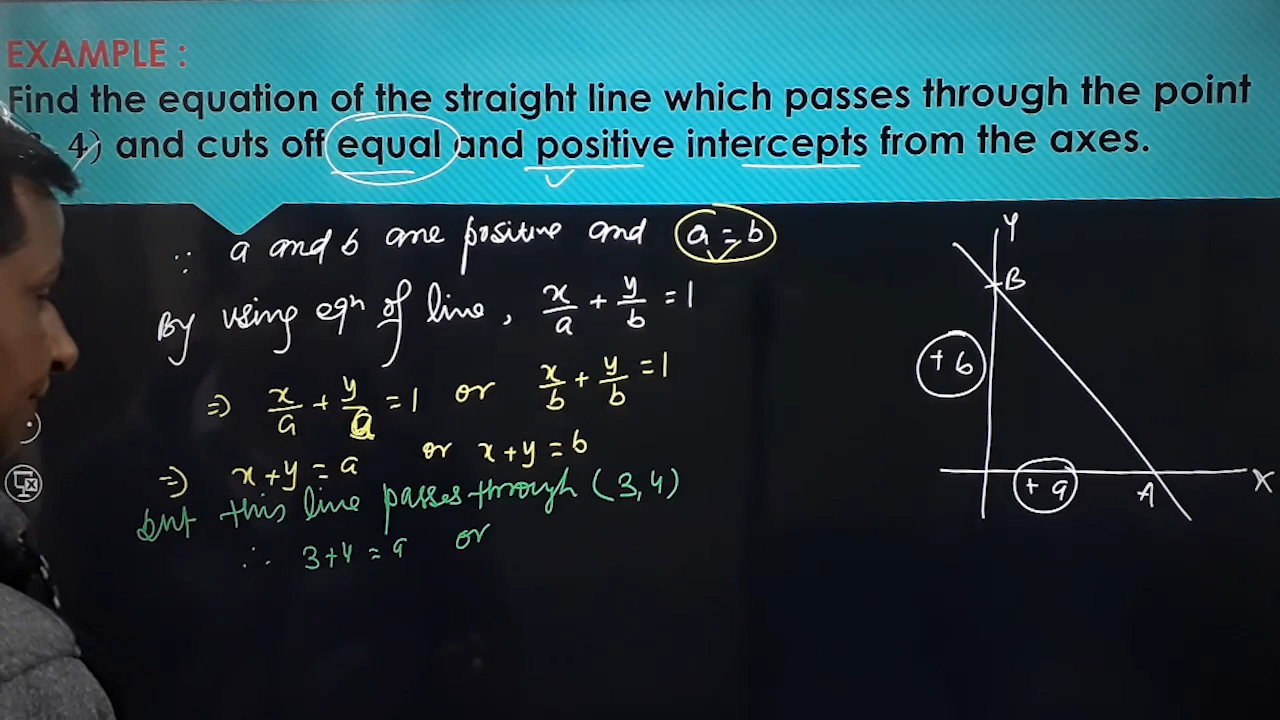 EXAMPLE :
Find the equation of the straight line which passes through the point
4) and cuts off equal and positive intercepts from the axes.
∵ a and b are positive and a = b
By using eqn of line, x/a + y/b = 1
⇒ x/a + y/a = 1 or x/b + y/b = 1
⇒ x+y = a or x+y = b
but this line passes through (3,4)
∴ 3+4 = a or
Y
B
+ b
+ a
A
X